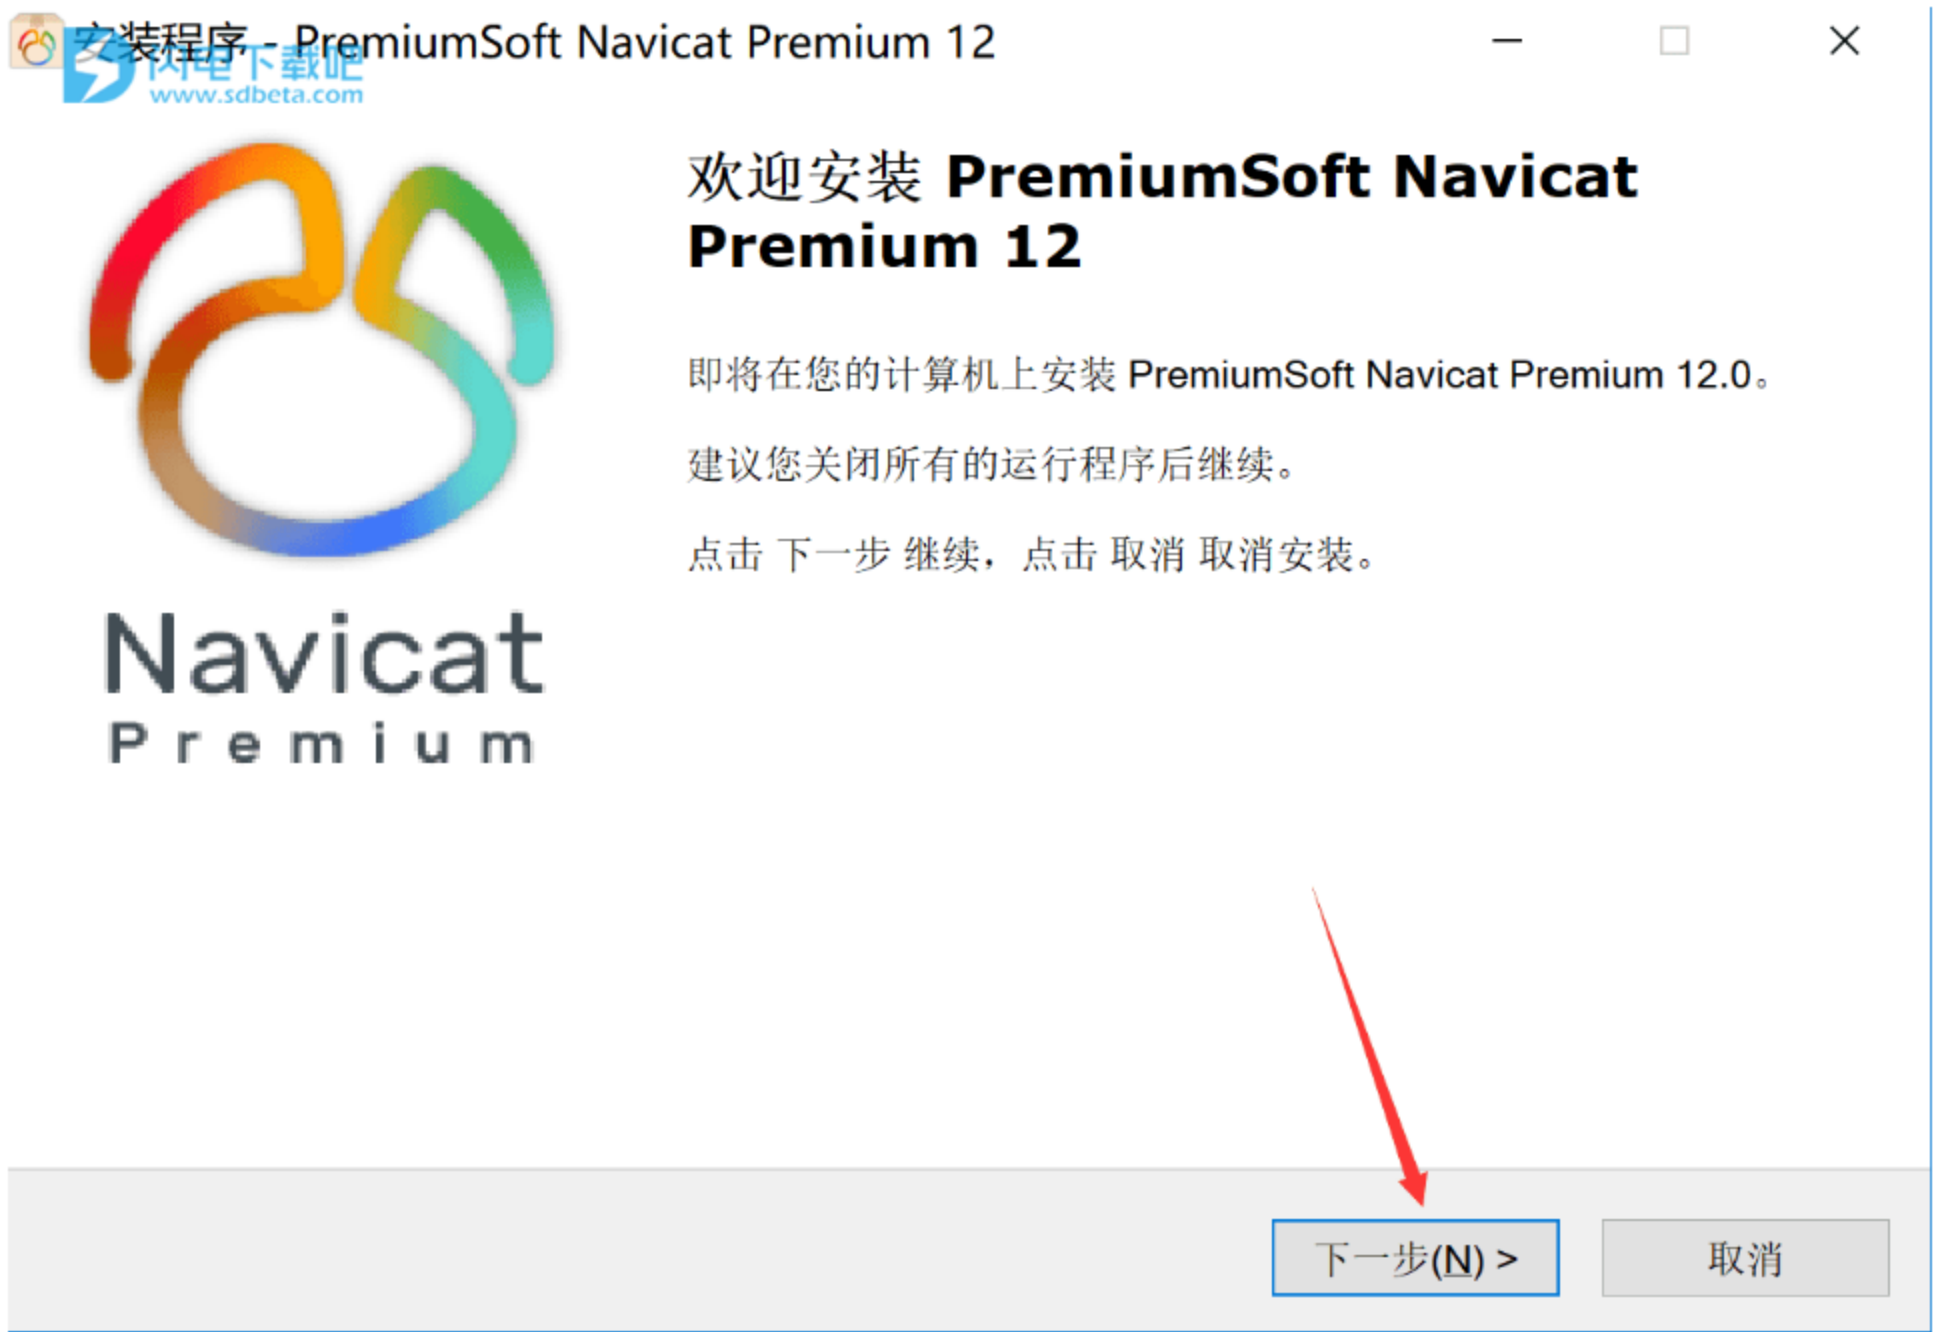 安装程序 - PremiumSoft Navicat Premium 12
闪电下载吧
www.sdbeta.com
欢迎安装 PremiumSoft Navicat
Premium 12
即将在您的计算机上安装 PremiumSoft Navicat Premium 12.0。
建议您关闭所有的运行程序后继续。
点击 下一步 继续，点击 取消 取消安装。
Navicat
Premium
下一步(N) >
取消